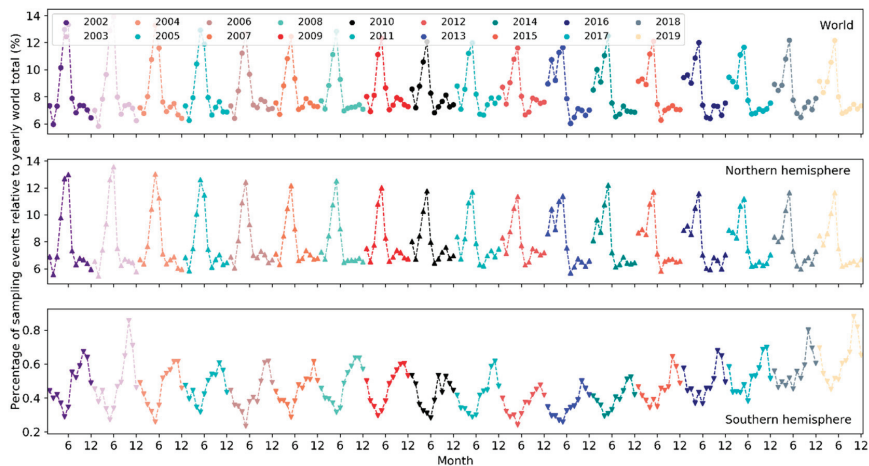 Percentage of sampling events relative to yearly world total (%)
14
12
10
8
6
2002 2004 2006 2008 2010 2012 2014 2016 2018
2003 2005 2007 2009 2011 2013 2015 2017 2019
World
14
12
10
8
6
Northern hemisphere
0.8
0.6
0.4
0.2
Southern hemisphere
6 12 6 12 6 12 6 12 6 12 6 12 6 12 6 12 6 12 6 12 6 12 6 12 6 12 6 12 6 12 6 12 6 12 6 12
Month